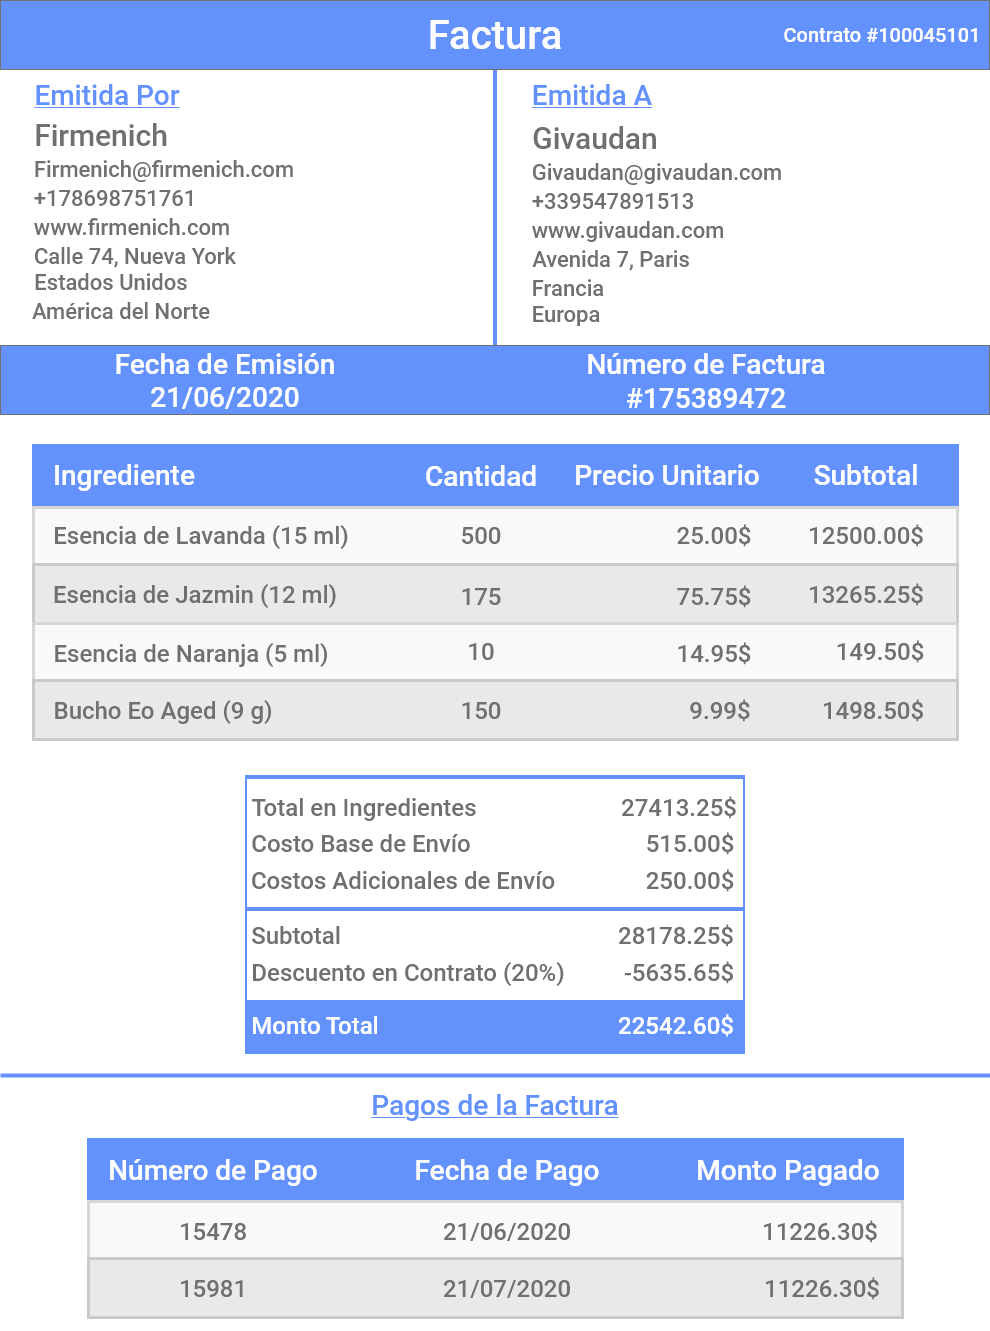 Factura
Contrato #100045101
Emitida Por
Firmenich
Firmenich@firmenich.com
+178698751761
www.firmenich.com
Calle 74, Nueva York
Estados Unidos
América del Norte
Emitida A
Givaudan
Givaudan@givaudan.com
+339547891513
www.givaudan.com
Avenida 7, Paris
Francia
Europa
Fecha de Emisión
21/06/2020
Número de Factura
#175389472
Ingrediente Cantidad Precio Unitario Subtotal
Esencia de Lavanda (15 ml) 500 25.00$ 12500.00$
Esencia de Jazmin (12 ml) 175 75.75$ 13265.25$
Esencia de Naranja (5 ml) 10 14.95$ 149.50$
Bucho Eo Aged (9 g) 150 9.99$ 1498.50$
Total en Ingredientes 27413.25$
Costo Base de Envío 515.00$
Costos Adicionales de Envío 250.00$
Subtotal 28178.25$
Descuento en Contrato (20%) -5635.65$
Monto Total 22542.60$
Pagos de la Factura
Número de Pago Fecha de Pago Monto Pagado
15478 21/06/2020 11226.30$
15981 21/07/2020 11226.30$